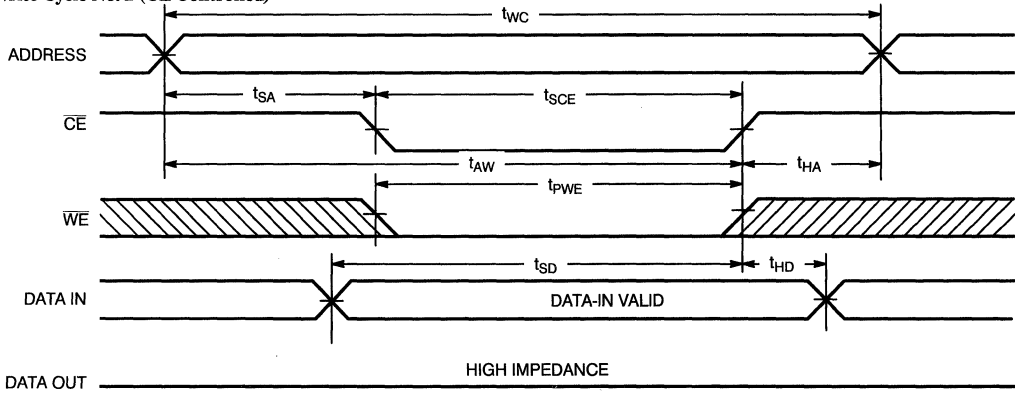 tWC
ADDRESS
tSA
tSCE
CE
tAW
tHA
tPWE
WE
tSD
tHD
DATA IN
DATA-IN VALID
HIGH IMPEDANCE
DATA OUT